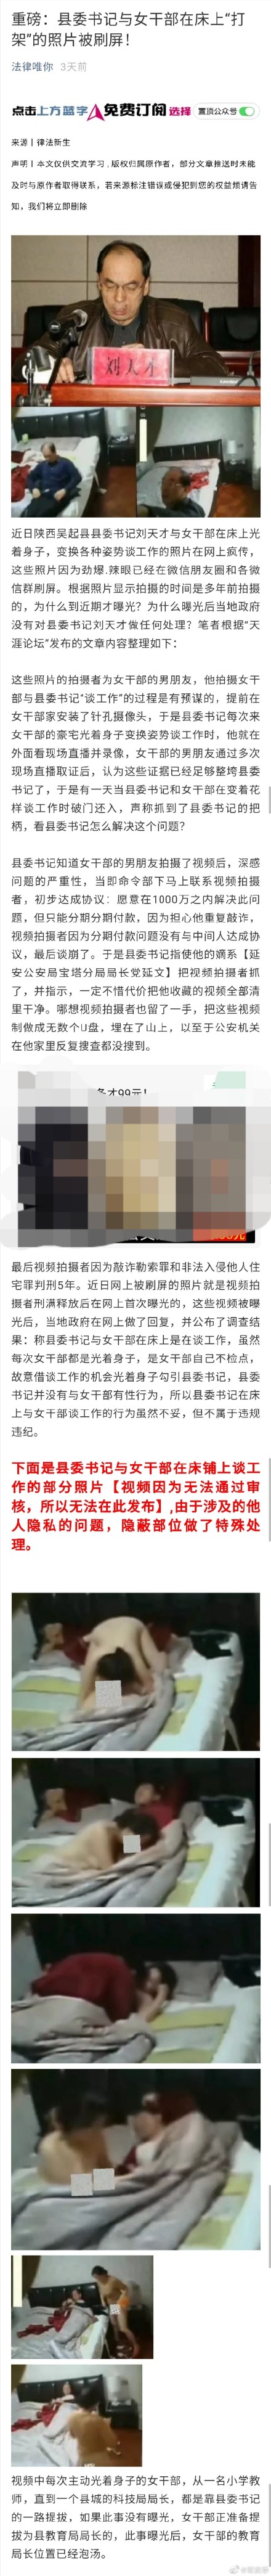 重磅：县委书记与女干部在床上“打
架”的照片被刷屏！
法律唯你 3天前
点击上方蓝字 免费订阅 选择 置顶公众号
来源丨律法新生
声明丨本文仅供交流学习，版权归属原作者，部分文章推送时未能
及时与原作者取得联系，若来源标注错误或侵犯到您的权益烦请告
知，我们将立即删除
刘天才
近日陕西吴起县县委书记刘天才与女干部在床上光
着身子，变换各种姿势谈工作的照片在网上疯传，
这些照片因为劲爆.辣眼已经在微信朋友圈和各微
信群刷屏。根据照片显示拍摄的时间是多年前拍摄
的，为什么到近期才曝光？为什么曝光后当地政府
没有对县委书记刘天才做任何处理？笔者根据“天
涯论坛”发布的文章内容整理如下：
这些照片的拍摄者为女干部的男朋友，他拍摄女干
部与县委书记“谈工作”的过程是有预谋的，提前在
女干部家安装了针孔摄像头，于是县委书记每次来
女干部的豪宅光着身子变换姿势谈工作时，他就在
外面看现场直播并录像，女干部的男朋友通过多次
现场直播取证后，认为这些证据已经足够整垮县委
书记了，于是有一天当县委书记和女干部在变着花
样谈工作时破门还入，声称抓到了县委书记的把
柄，看县委书记怎么解决这个问题？
县委书记知道女干部的男朋友拍摄了视频后，深感
问题的严重性，当即命令部下马上联系视频拍摄
者，初步达成协议：愿意在1000万之内解决此问
题，但只能分期分期付款，因为担心他重复敲诈，
视频拍摄者因为分期付款问题没有与中间人达成协
议，最后谈崩了。于是县委书记指使他的嫡系【延
安公安局宝塔分局局长党延文】把视频拍摄者抓
了，并指示，一定不惜代价把他收藏的视频全部清
里干净。哪想视频拍摄者也留了一手，把这些视频
制做成无数个U盘，埋在了山上，以至于公安机关
在他家里反复搜查都没搜到。
条才99元！
最后视频拍摄者因为敲诈勒索罪和非法入侵他人住
宅罪判刑5年。近日网上被刷屏的照片就是视频拍
摄者刑满释放后在网上首次曝光的，这些视频被曝
光后，当地政府在网上做了回复，并公布了调查结
果：称县委书记与女干部在床上是在谈工作，虽然
每次女干部都是光着身子，是女干部自己不检点，
故意借谈工作的机会光着身子勾引县委书记，县委
书记并没有与女干部有性行为，所以县委书记在床
上与女干部谈工作的行为虽然不妥，但不属于违规
违纪。
下面是县委书记与女干部在床铺上谈工
作的部分照片【视频因为无法通过审
核，所以无法在此发布】,由于涉及的他
人隐私的问题，隐蔽部位做了特殊处
理。
视频中每次主动光着身子的女干部，从一名小学教
师，直到一个县城的科技局局长，都是靠县委书记
的一路提拔，如果此事没有曝光，女干部正准备提
拔为县教育局局长的，此事曝光后，女干部的教育
局长位置已经泡汤。